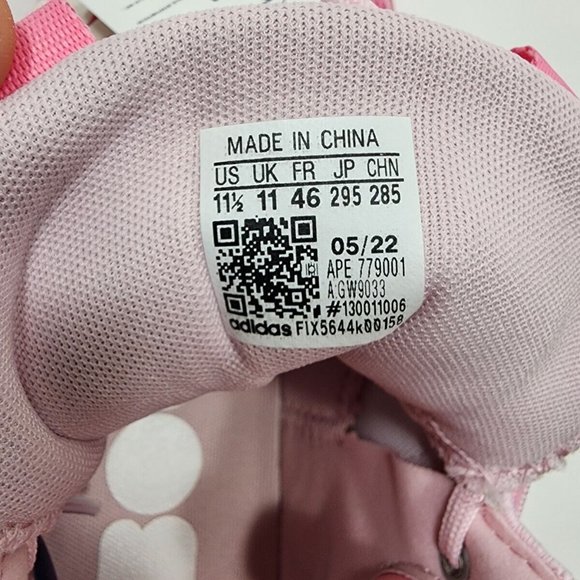 MADE IN CHINA
US UK FR JP CHN
11½ 11 46 295 285
05/22
APE 779001
A:GW9033
#130011006
adidas FIX5644k00158